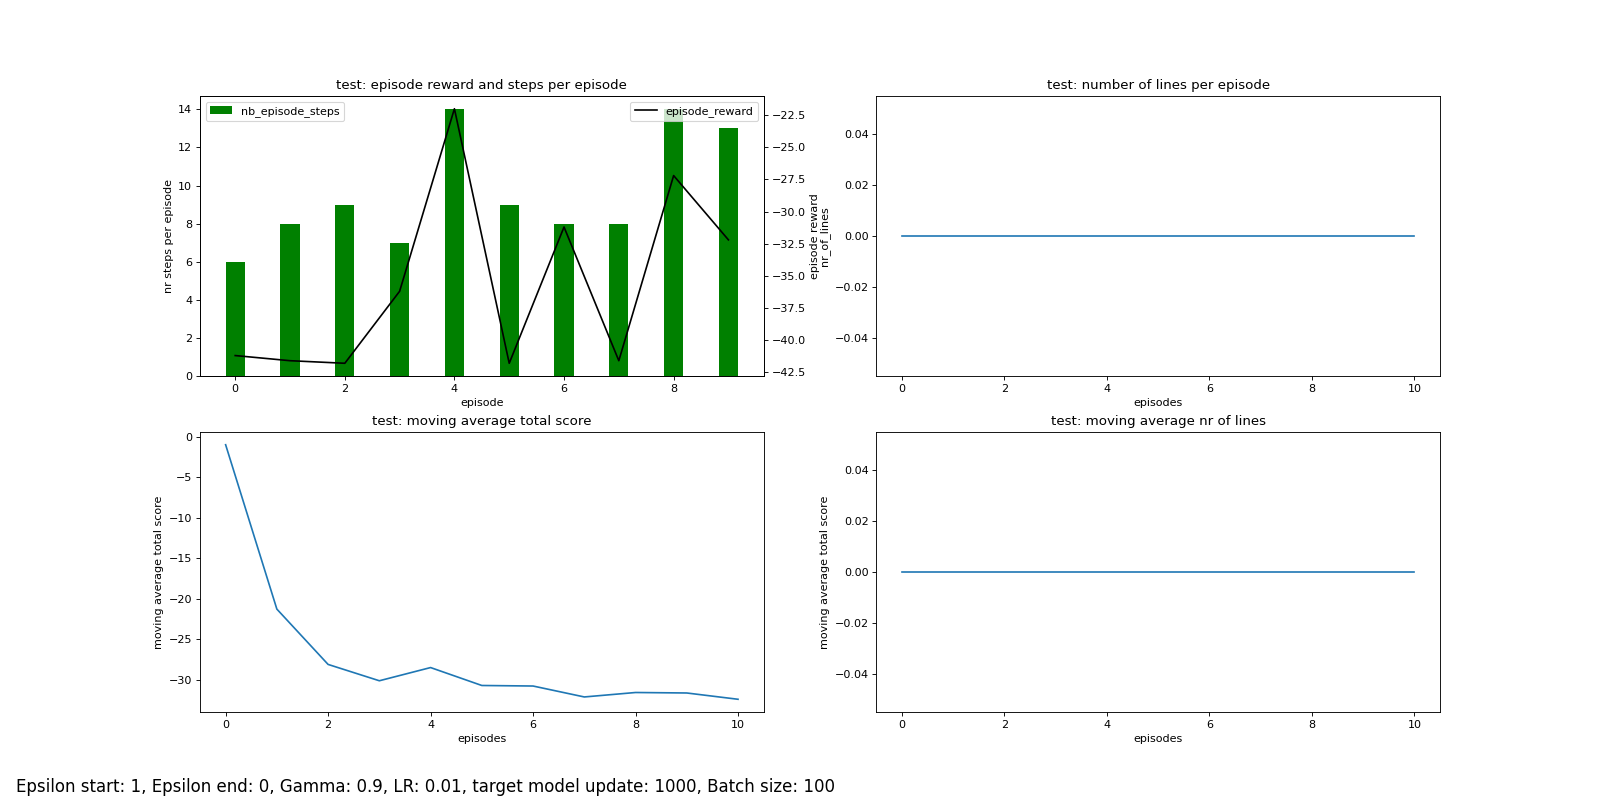 test: episode reward and steps per episode
nb_episode_steps
episode_reward
14
12
10
8
6
4
2
0
nr steps per episode
−22.5
−25.0
−27.5
−30.0
−32.5
−35.0
−37.5
−40.0
−42.5
episode reward
0 2 4 6 8
episode
test: number of lines per episode
nr_of_lines
0.04
0.02
0.00
−0.02
−0.04
0 2 4 6 8 10
episodes
test: moving average total score
moving average total score
0
−5
−10
−15
−20
−25
−30
0 2 4 6 8 10
episodes
test: moving average nr of lines
moving average total score
0.04
0.02
0.00
−0.02
−0.04
0 2 4 6 8 10
episodes
Epsilon start: 1, Epsilon end: 0, Gamma: 0.9, LR: 0.01, target model update: 1000, Batch size: 100